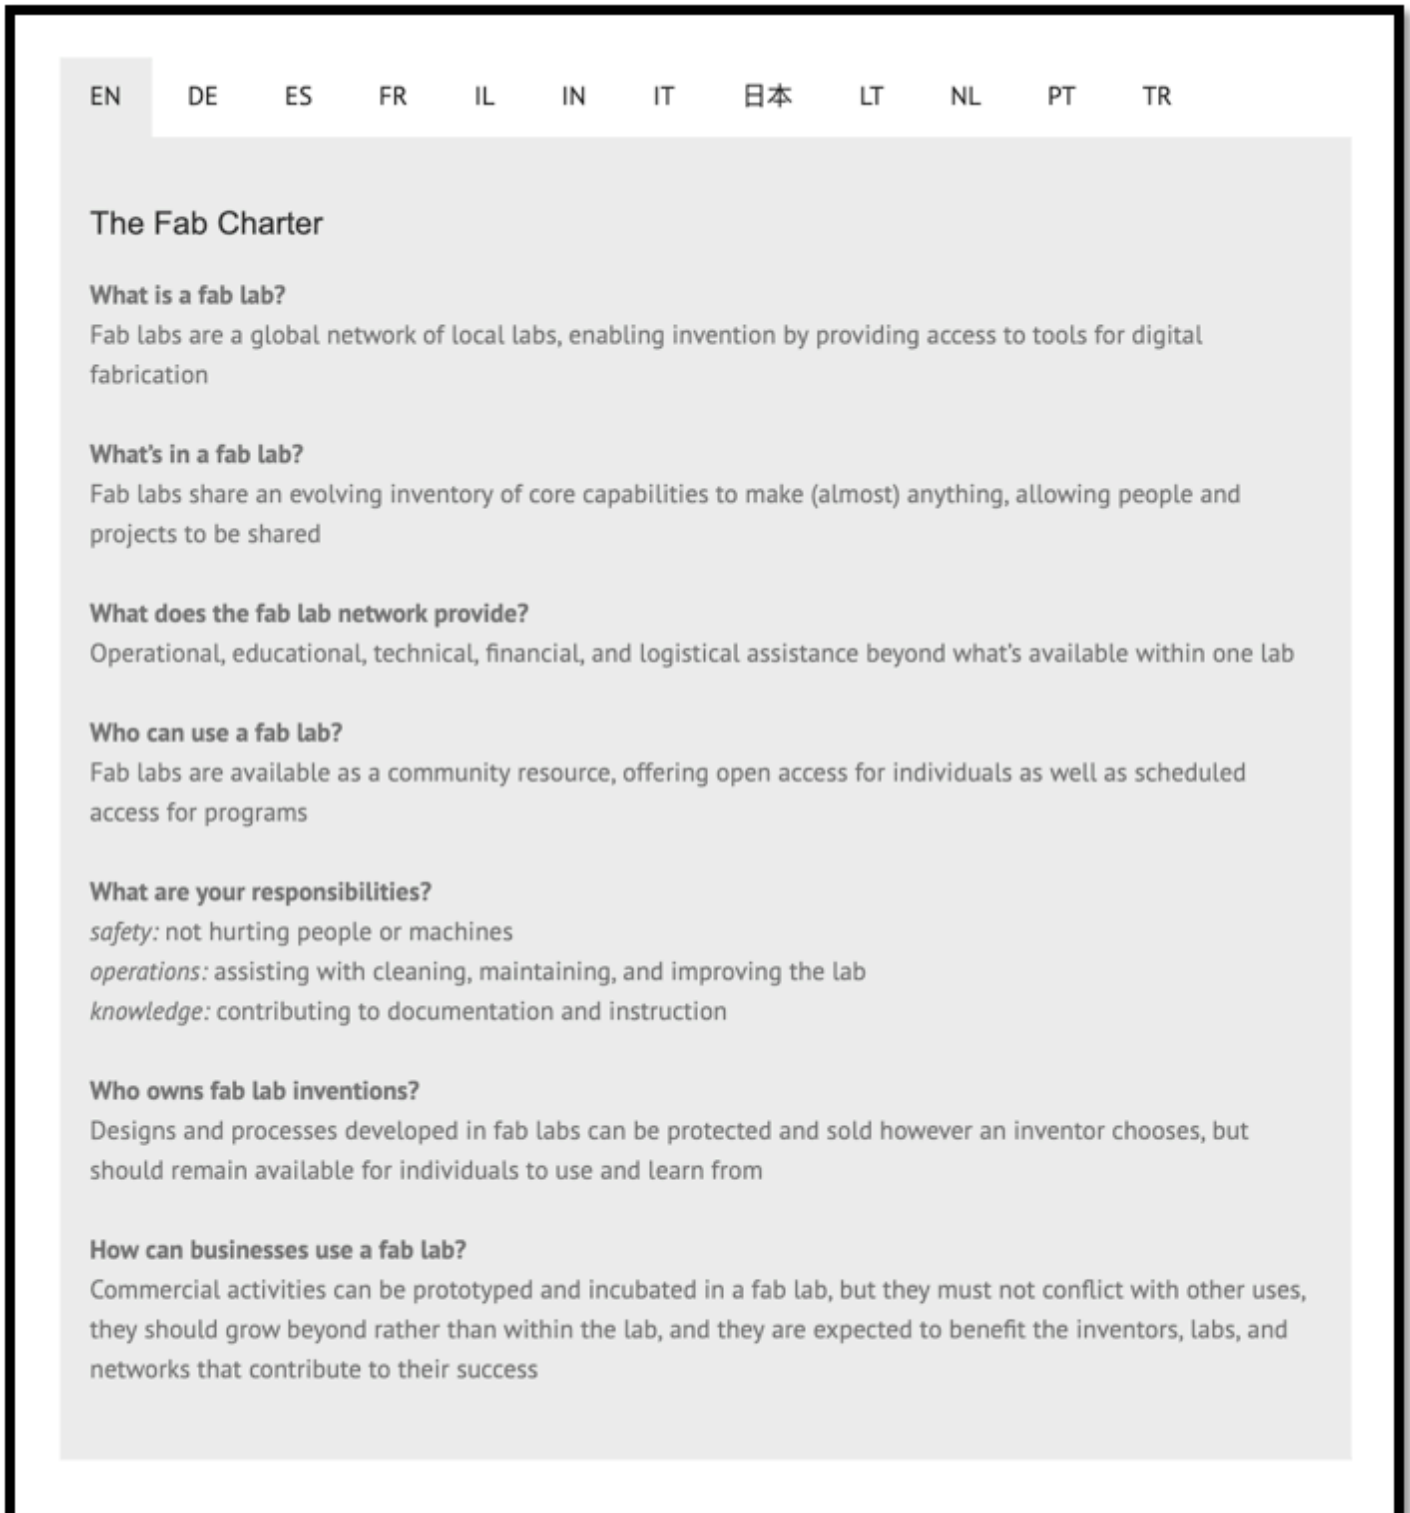 EN DE ES FR IL IN IT 日本 LT NL PT TR
The Fab Charter
What is a fab lab?
Fab labs are a global network of local labs, enabling invention by providing access to tools for digital
fabrication
What's in a fab lab?
Fab labs share an evolving inventory of core capabilities to make (almost) anything, allowing people and
projects to be shared
What does the fab lab network provide?
Operational, educational, technical, financial, and logistical assistance beyond what's available within one lab
Who can use a fab lab?
Fab labs are available as a community resource, offering open access for individuals as well as scheduled
access for programs
What are your responsibilities?
safety: not hurting people or machines
operations: assisting with cleaning, maintaining, and improving the lab
knowledge: contributing to documentation and instruction
Who owns fab lab inventions?
Designs and processes developed in fab labs can be protected and sold however an inventor chooses, but
should remain available for individuals to use and learn from
How can businesses use a fab lab?
Commercial activities can be prototyped and incubated in a fab lab, but they must not conflict with other uses,
they should grow beyond rather than within the lab, and they are expected to benefit the inventors, labs, and
networks that contribute to their success